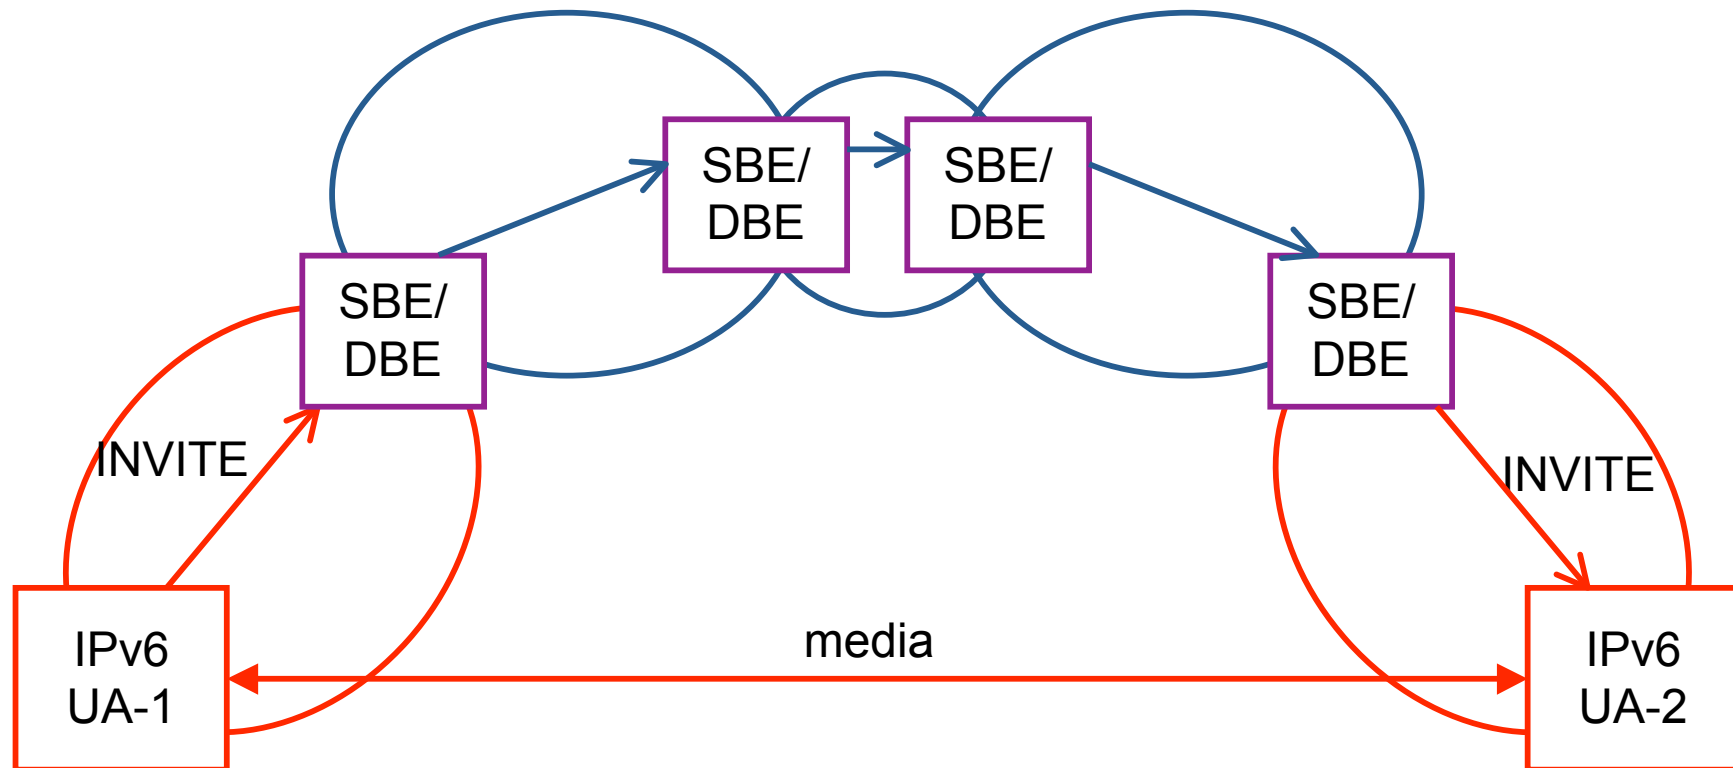 SBE/
DBE
SBE/
DBE
SBE/
DBE
SBE/
DBE
INVITE
INVITE
media
IPv6
UA-1
IPv6
UA-2